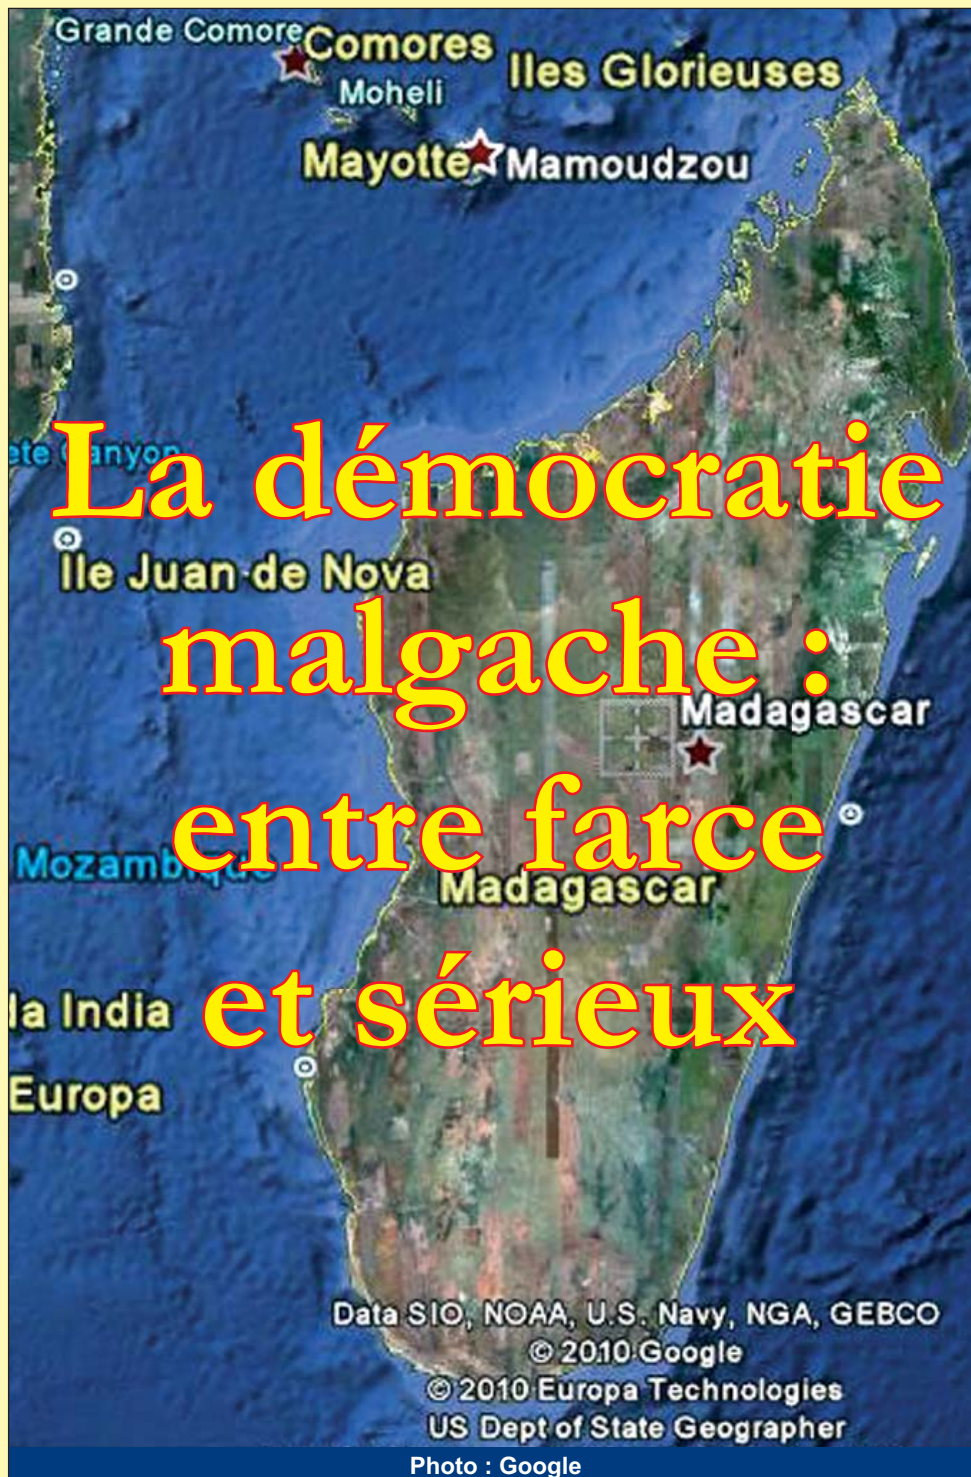 Grande Comore
Comores
Iles Glorieuses
Moheli
Mayotte
Mamoudzou
La démocratie
Ile Juan de Nova
malgache :
Madagascar
entre farce
Mozambique
Madagascar
et sérieux
la India
Europa
Data SIO, NOAA, U.S. Navy, NGA, GEBCO
© 2010 Google
© 2010 Europa Technologies
US Dept of State Geographer
Photo : Google